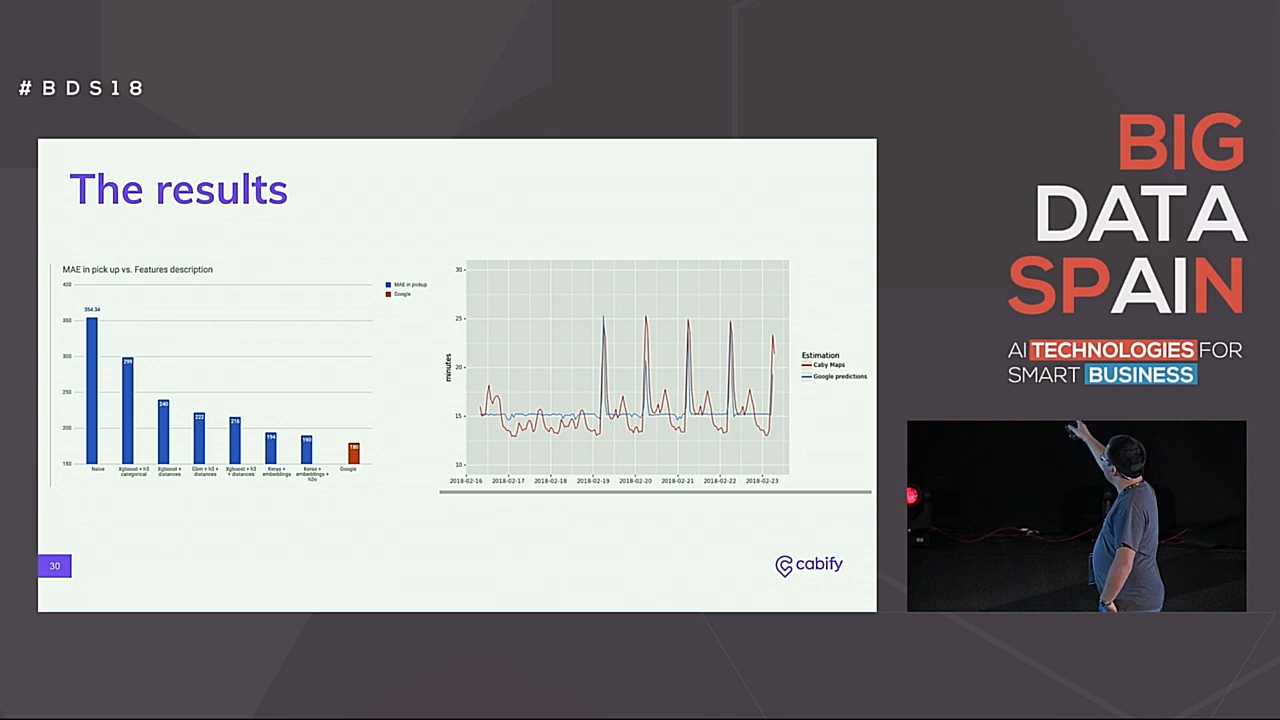 #BDS18
The results
MAE in pick up vs. Features description
400
350
300
250
200
150
354.34
299
240
222
216
194
190
180
Naive
Xgboost + h3
categorical
Xgboost +
distances
Gbm + h3 +
distances
Xgboost + h3
+ distances
Keras +
embeddings
Keras +
embeddings +
h2o
Google
MAE in pickup
Google
minutes
30
25
20
15
10
2018-02-16
2018-02-17
2018-02-18
2018-02-19
2018-02-20
2018-02-21
2018-02-22
2018-02-23
Estimation
Caby Maps
Google predictions
30
cabify
BIG
DATA
SPAIN
AI TECHNOLOGIES FOR
SMART BUSINESS